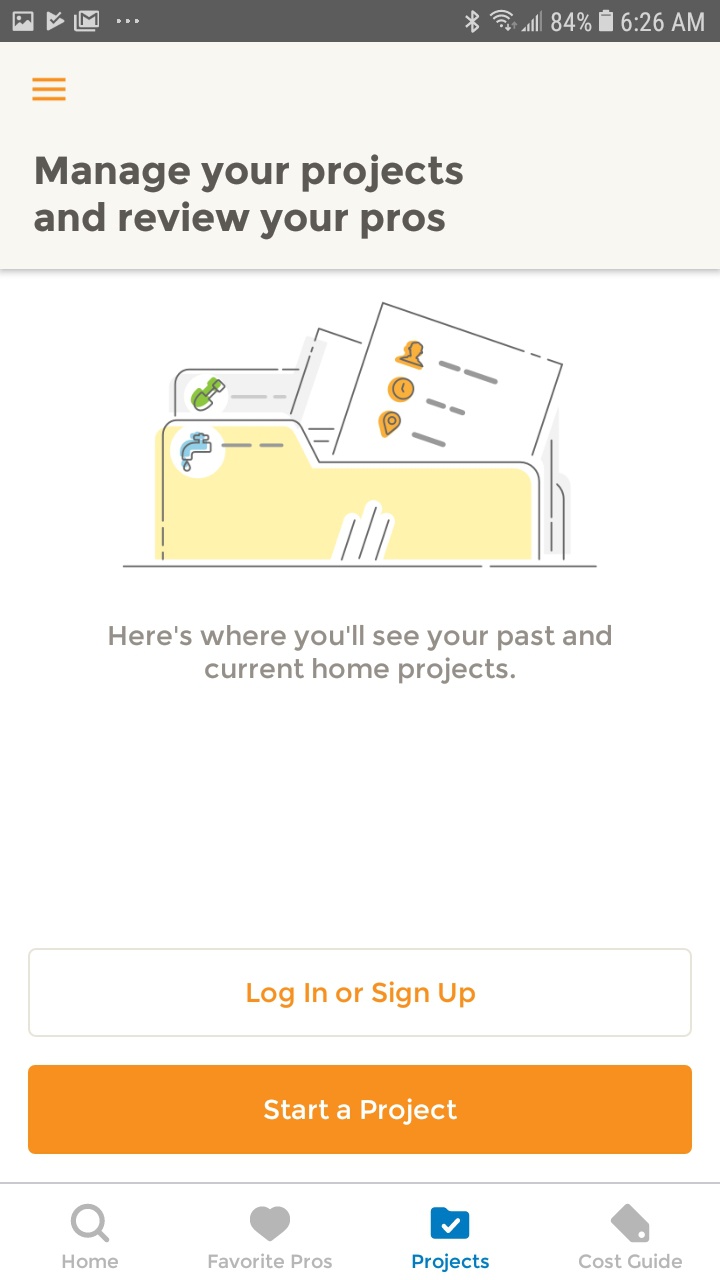 84% 6:26 AM
Manage your projects
and review your pros
Here's where you'll see your past and
current home projects.
Log In or Sign Up
Start a Project
Home Favorite Pros Projects Cost Guide